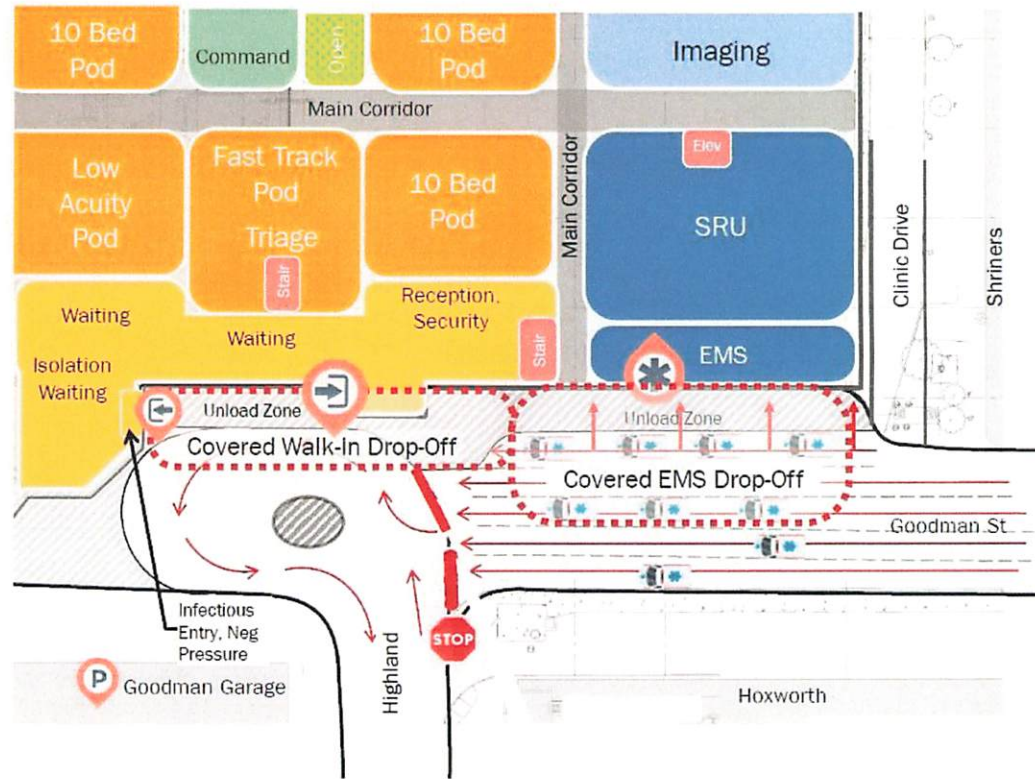 10 Bed
Pod
Command
Open
10 Bed
Pod
Imaging
Main Corridor
Low
Acuity
Pod
Fast Track
Pod
Triage
Stair
10 Bed
Pod
Main Corridor
Elev
SRU
Clinic Drive
Shriners
Waiting
Isolation
Waiting
Waiting
Reception,
Security
Stair
EMS
Unload Zone
Covered Walk-In Drop-Off
Unload Zone
Covered EMS Drop-Off
Goodman St
Infectious
Entry, Neg
Pressure
STOP
Highland
P
Goodman Garage
Hoxworth